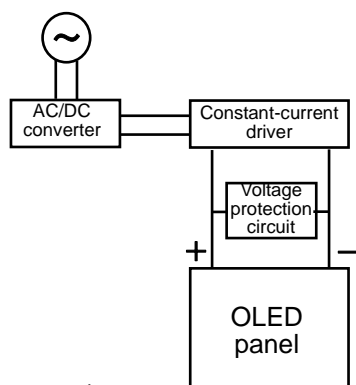 ~
AC/DC
converter
Constant-current
driver
Voltage
protection
circuit
+ −
OLED
panel